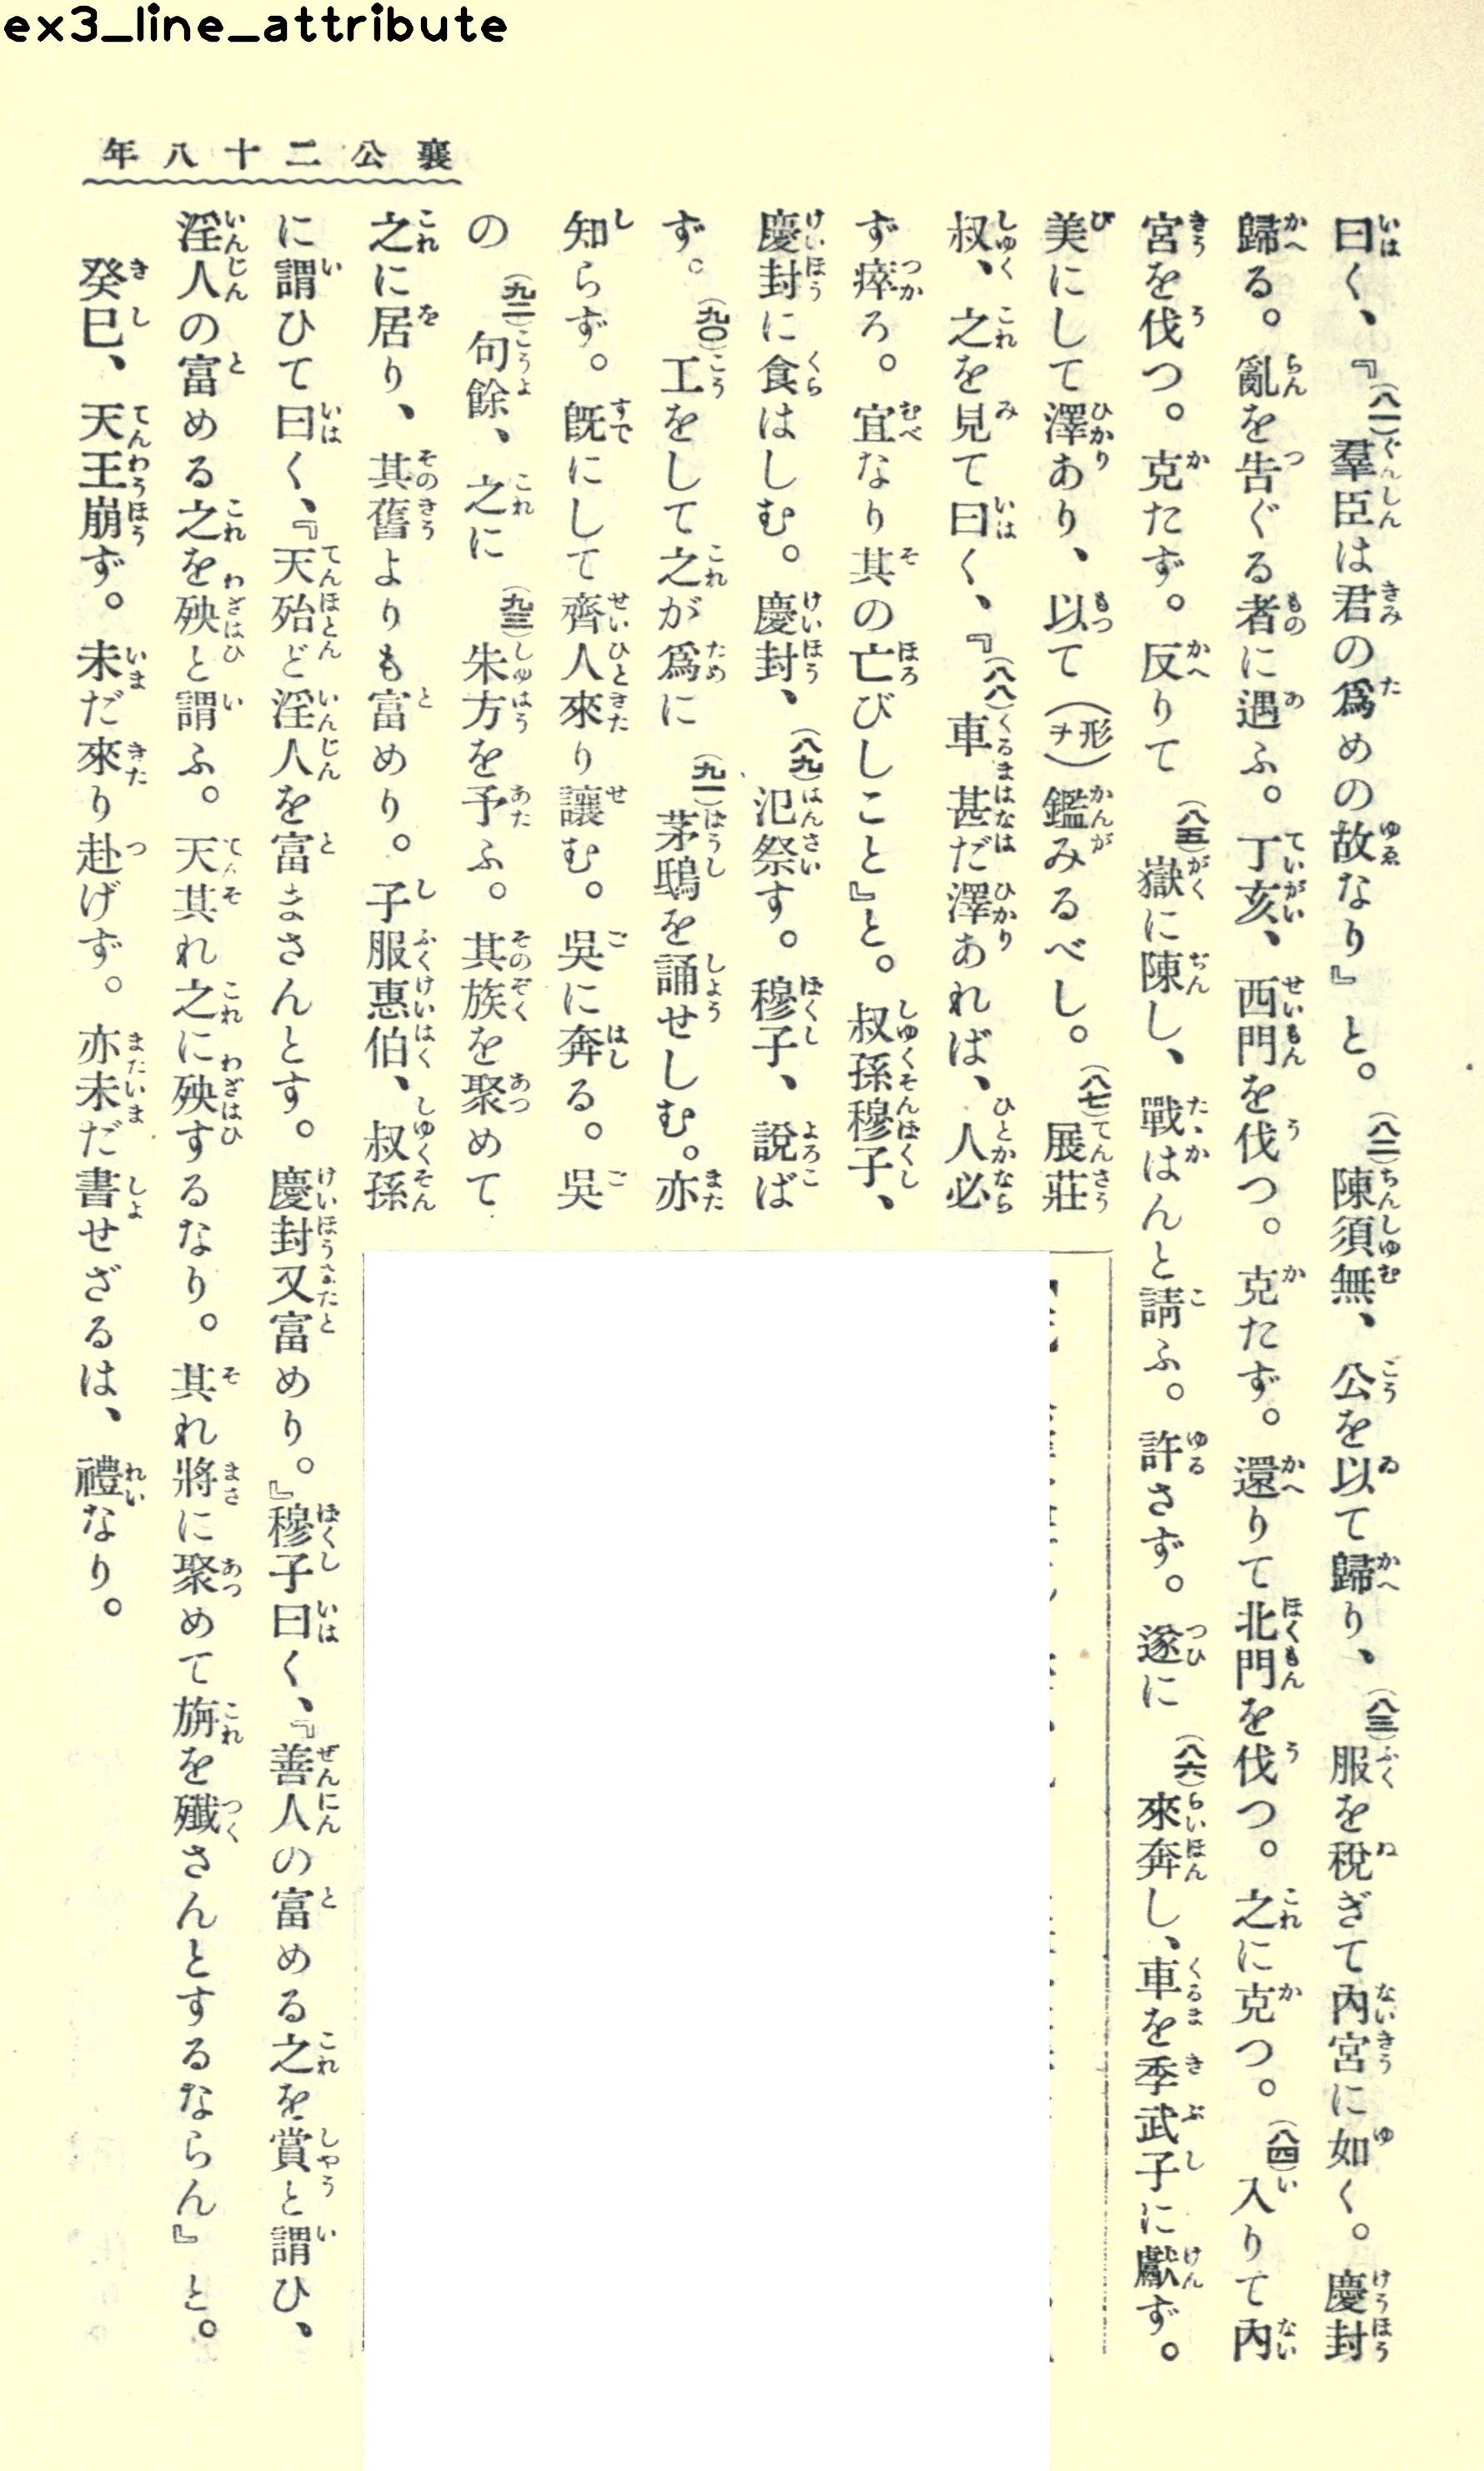 ex3_line_attribute
襄公二十八年
曰く、『(八一)羣臣は君の爲めの故なり』と。(八二)陳須無、公を以て歸り、(八三)服を稅ぎて內宮に如く。慶封
歸る。亂を吿ぐる者に遇ふ。丁亥、西門を伐つ。克たず。還りて北門を伐つ。之に克つ。(八四)入りて內
宮を伐つ。克たず。反りて(八五)嶽に陳し、戰はんと請ふ。許さず。遂に(八六)來奔し、車を季武子に獻ず。
美にして澤あり、以て(形ヲ)鑑みるべし。(八七)展莊
叔、之を見て曰く、『(八八)車甚だ澤あれば、人必
ず瘁ろ。宜なり其の亡びしこと』と。叔孫穆子、
慶封に食はしむ。慶封、(八九)氾祭す。穆子、說ば
ず。(九〇)工をして之が爲に(九一)茅鴟を誦せしむ。亦
知らず。旣にして齊人來り讓む。吳に奔る。吳
の(九二)句餘、之に(九三)朱方を予ふ。其族を聚めて
之に居り、其舊よりも富めり。子服惠伯、叔孫
に謂ひて曰く、『天殆ど淫人を富まさんとす。慶封又富めり。』穆子曰く、『善人の富める之を賞と謂ひ、
淫人の富める之を殃と謂ふ。天其れ之に殃するなり。其れ將に聚めて旃を殲さんとするならん』と。
癸巳、天王崩ず。未だ來り赴げず。亦未だ書せざるは、禮なり。